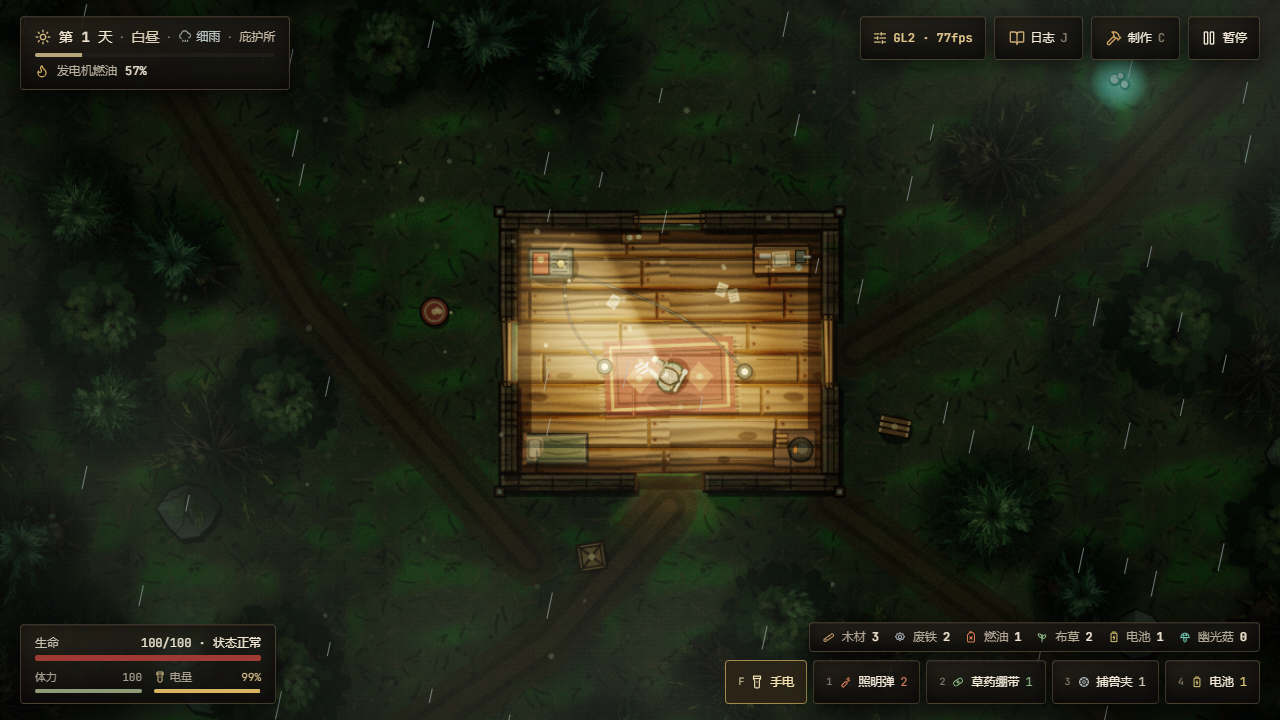 第 1 天 · 白昼 · 细雨 · 庇护所
发电机燃油 57%
GL2 · 77fps
日志 J
制作 C
暂停
生命 100/100 · 状态正常
体力 100 电量 99%
木材 3 废铁 2 燃油 1 布草 2 电池 1 幽光菇 0
F 手电 1 照明弹 2 2 草药绷带 1 3 捕兽夹 1 4 电池 1